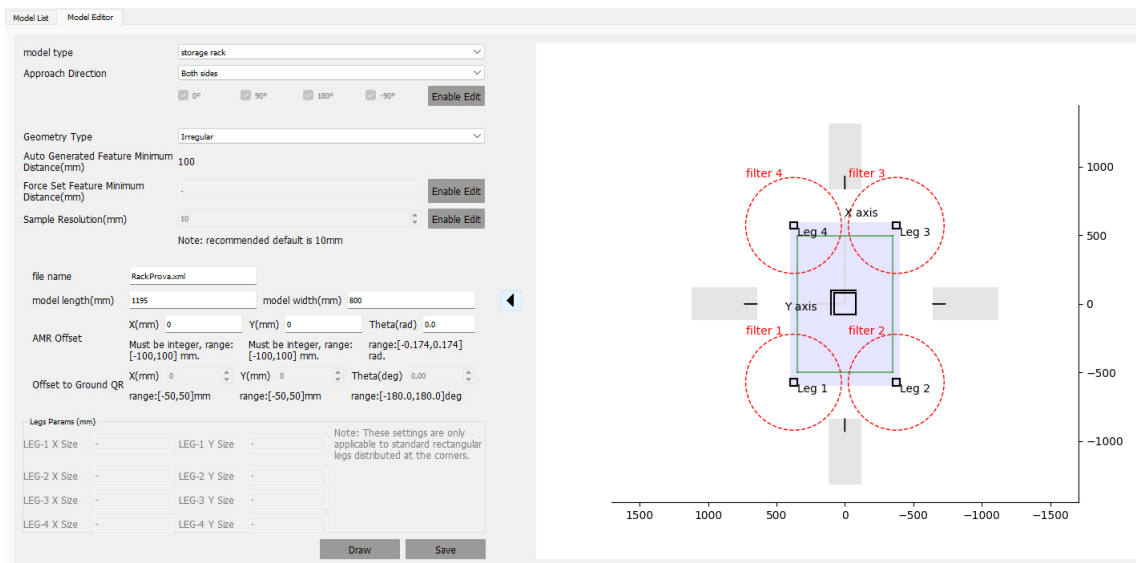 Model List Model Editor
model type storage rack
Approach Direction Both sides
0° 90° 180° -90° Enable Edit
Geometry Type Irregular
Auto Generated Feature Minimum
Distance(mm) 100
Force Set Feature Minimum
Distance(mm) - Enable Edit
Sample Resolution(mm) 10 Enable Edit
Note: recommended default is 10mm
file name RackProva.xml
model length(mm) 1195 model width(mm) 800
AMR Offset X(mm) 0 Y(mm) 0 Theta(rad) 0.0
Must be integer, range: Must be integer, range: range:[-0.174,0.174]
[-100,100] mm. [-100,100] mm. rad.
Offset to Ground QR X(mm) 0 Y(mm) 0 Theta(deg) 0.00
range:[-50,50]mm range:[-50,50]mm range:[-180.0,180.0]deg
Legs Params (mm)
LEG-1 X Size - LEG-1 Y Size -
Note: These settings are only
applicable to standard rectangular
legs distributed at the corners.
LEG-2 X Size - LEG-2 Y Size -
LEG-3 X Size - LEG-3 Y Size -
LEG-4 X Size - LEG-4 Y Size -
Draw Save
filter 4 filter 3
X axis
Leg 4 Leg 3
Y axis
filter 1 filter 2
Leg 1 Leg 2
1000
500
0
−500
−1000
1500 1000 500 0 −500 −1000 −1500